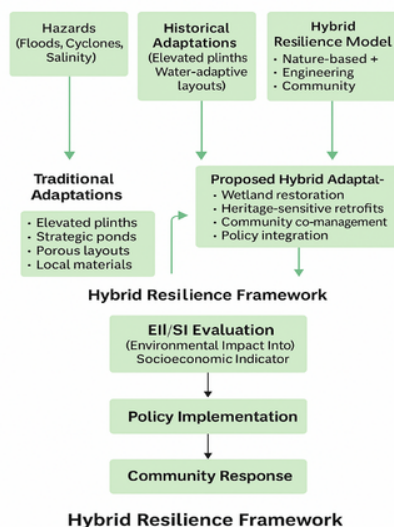 Hazards
(Floods, Cyclones,
Salinity)
Historical
Adaptations
(Elevated plinths
Water-adaptive
layouts)
Hybrid
Resilience Model
• Nature-based +
• Engineering
• Community
Traditional
Adaptations
• Elevated plinths
• Strategic ponds
• Porous layouts
• Local materials
Proposed Hybrid Adaptal-
• Wetland restoration
• Heritage-sensitive retrofits
• Community co-management
• Policy integration
Hybrid Resilience Framework
EII/SI Evaluation
(Environmental Impact Into)
Socioeconomic Indicator
Policy Implementation
Community Response
Hybrid Resilience Framework